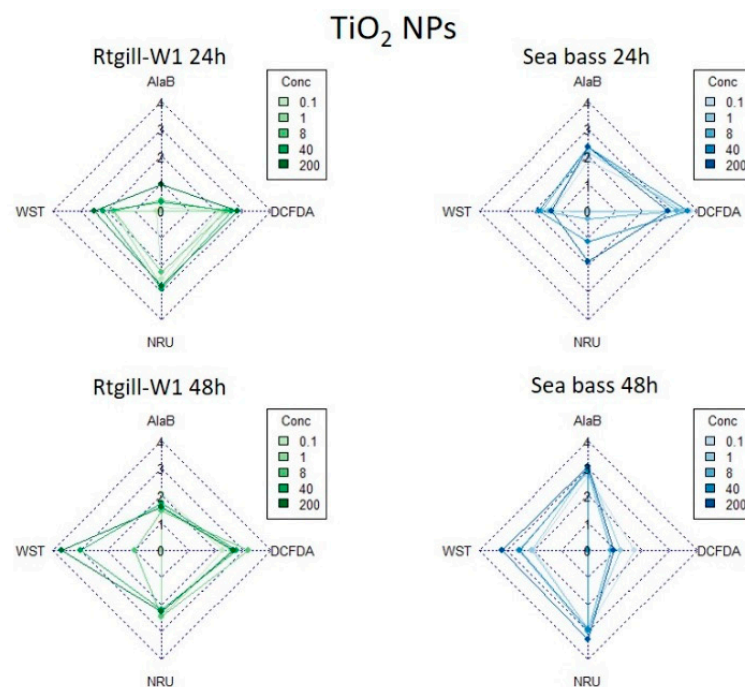 TiO₂ NPs
Rtgill-W1 24h
AlaB
4
3
2
1
0
WST
DCFDA
NRU
Conc
0.1
1
8
40
200
Sea bass 24h
AlaB
4
3
2
1
0
WST
DCFDA
NRU
Conc
0.1
1
8
40
200
Rtgill-W1 48h
AlaB
4
3
2
1
0
WST
DCFDA
NRU
Conc
0.1
1
8
40
200
Sea bass 48h
AlaB
4
3
2
1
0
WST
DCFDA
NRU
Conc
0.1
1
8
40
200